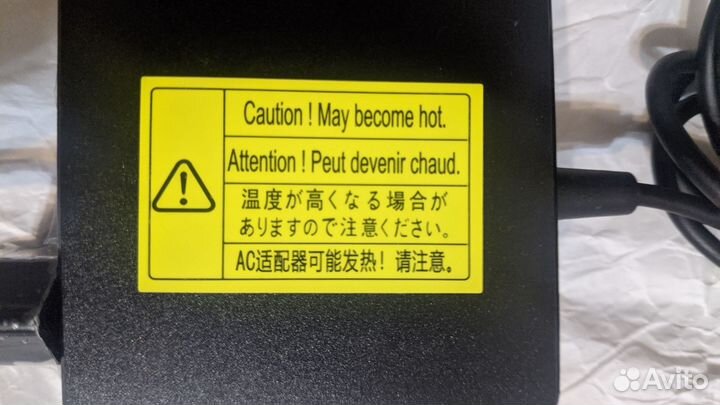 Caution ! May become hot.
Attention ! Peut devenir chaud.
温度が高くなる場合が
ありますので注意ください。
AC适配器可能发热！请注意。
Avito